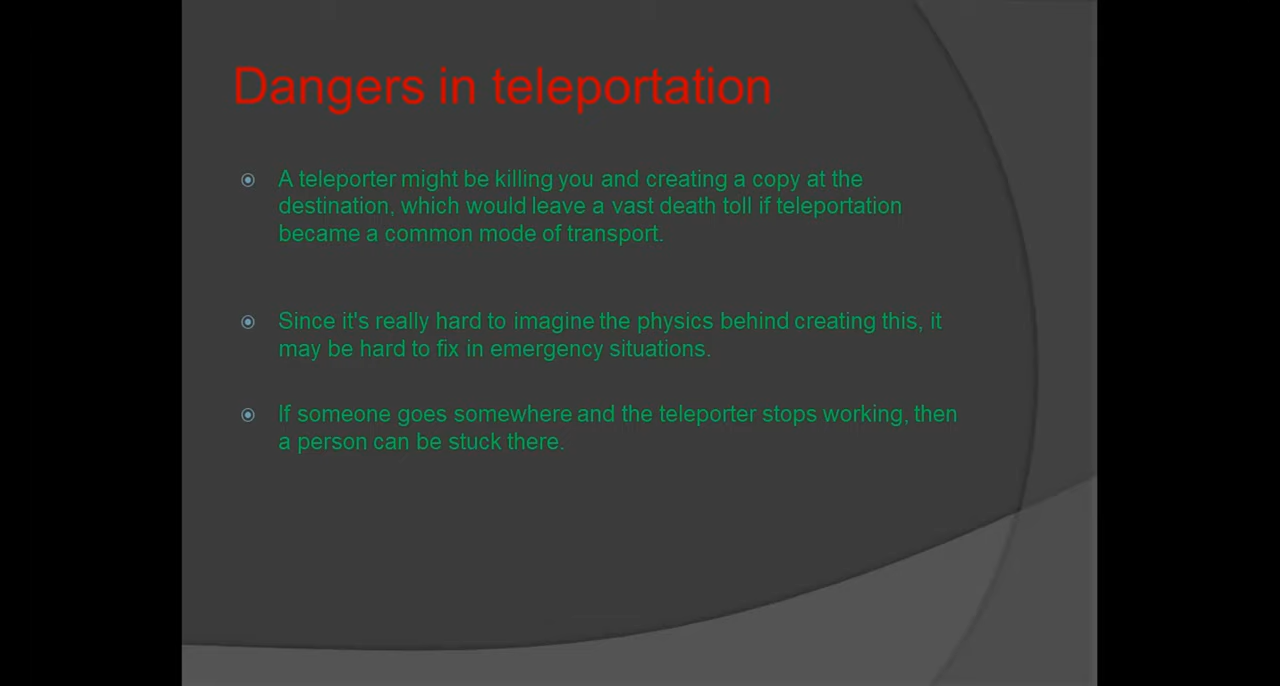 Dangers in teleportation
A teleporter might be killing you and creating a copy at the
destination, which would leave a vast death toll if teleportation
became a common mode of transport.
Since it's really hard to imagine the physics behind creating this, it
may be hard to fix in emergency situations.
If someone goes somewhere and the teleporter stops working, then
a person can be stuck there.